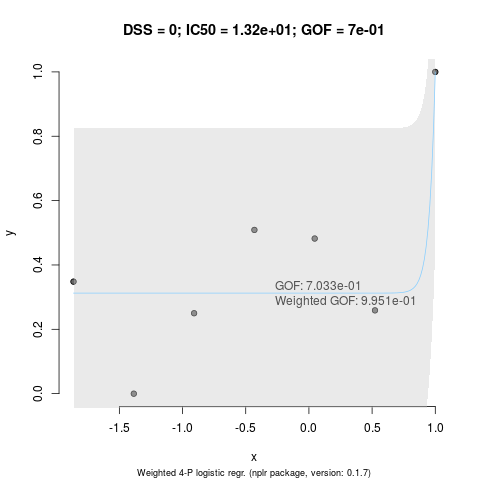 DSS = 0; IC50 = 1.32e+01; GOF = 7e-01
1.0
0.8
0.6
0.4
0.2
0.0
y
GOF: 7.033e-01
Weighted GOF: 9.951e-01
-1.5 -1.0 -0.5 0.0 0.5 1.0
x
Weighted 4-P logistic regr. (nplr package, version: 0.1.7)